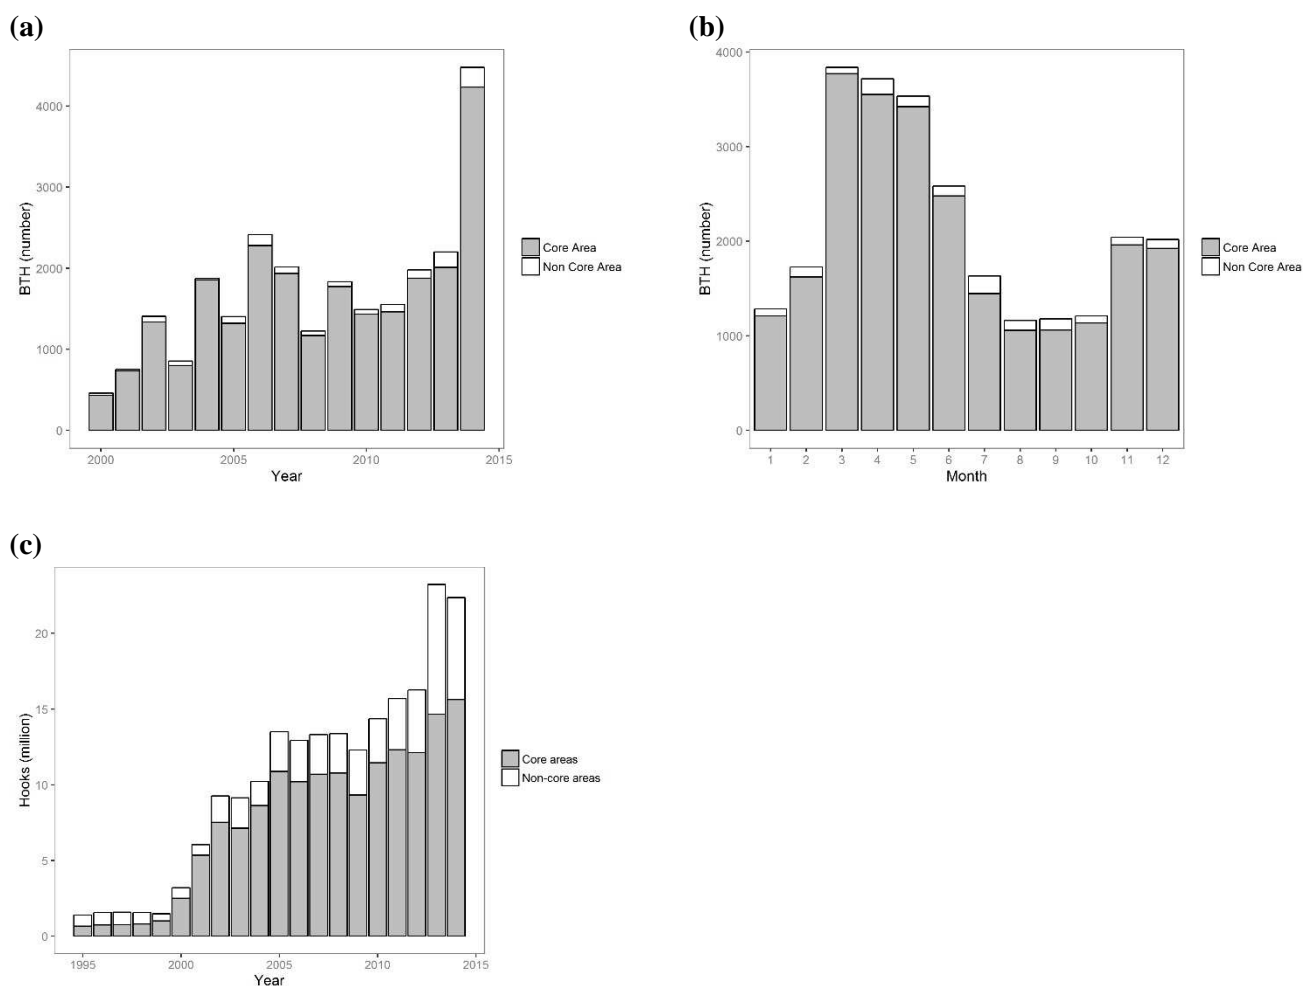 (a)
BTH (number)
4000
3000
2000
1000
0
2000
2005
2010
2015
Year
Core Area
Non Core Area
(b)
BTH (number)
4000
3000
2000
1000
0
1 2 3 4 5 6 7 8 9 10 11 12
Month
Core Area
Non Core Area
(c)
Hooks (million)
20
15
10
5
0
1995
2000
2005
2010
2015
Year
Core areas
Non-core areas